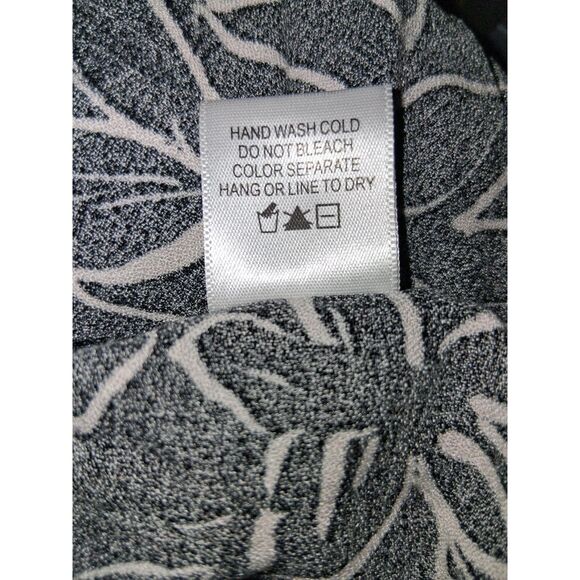 HAND WASH COLD
DO NOT BLEACH
COLOR SEPARATE
HANG OR LINE TO DRY